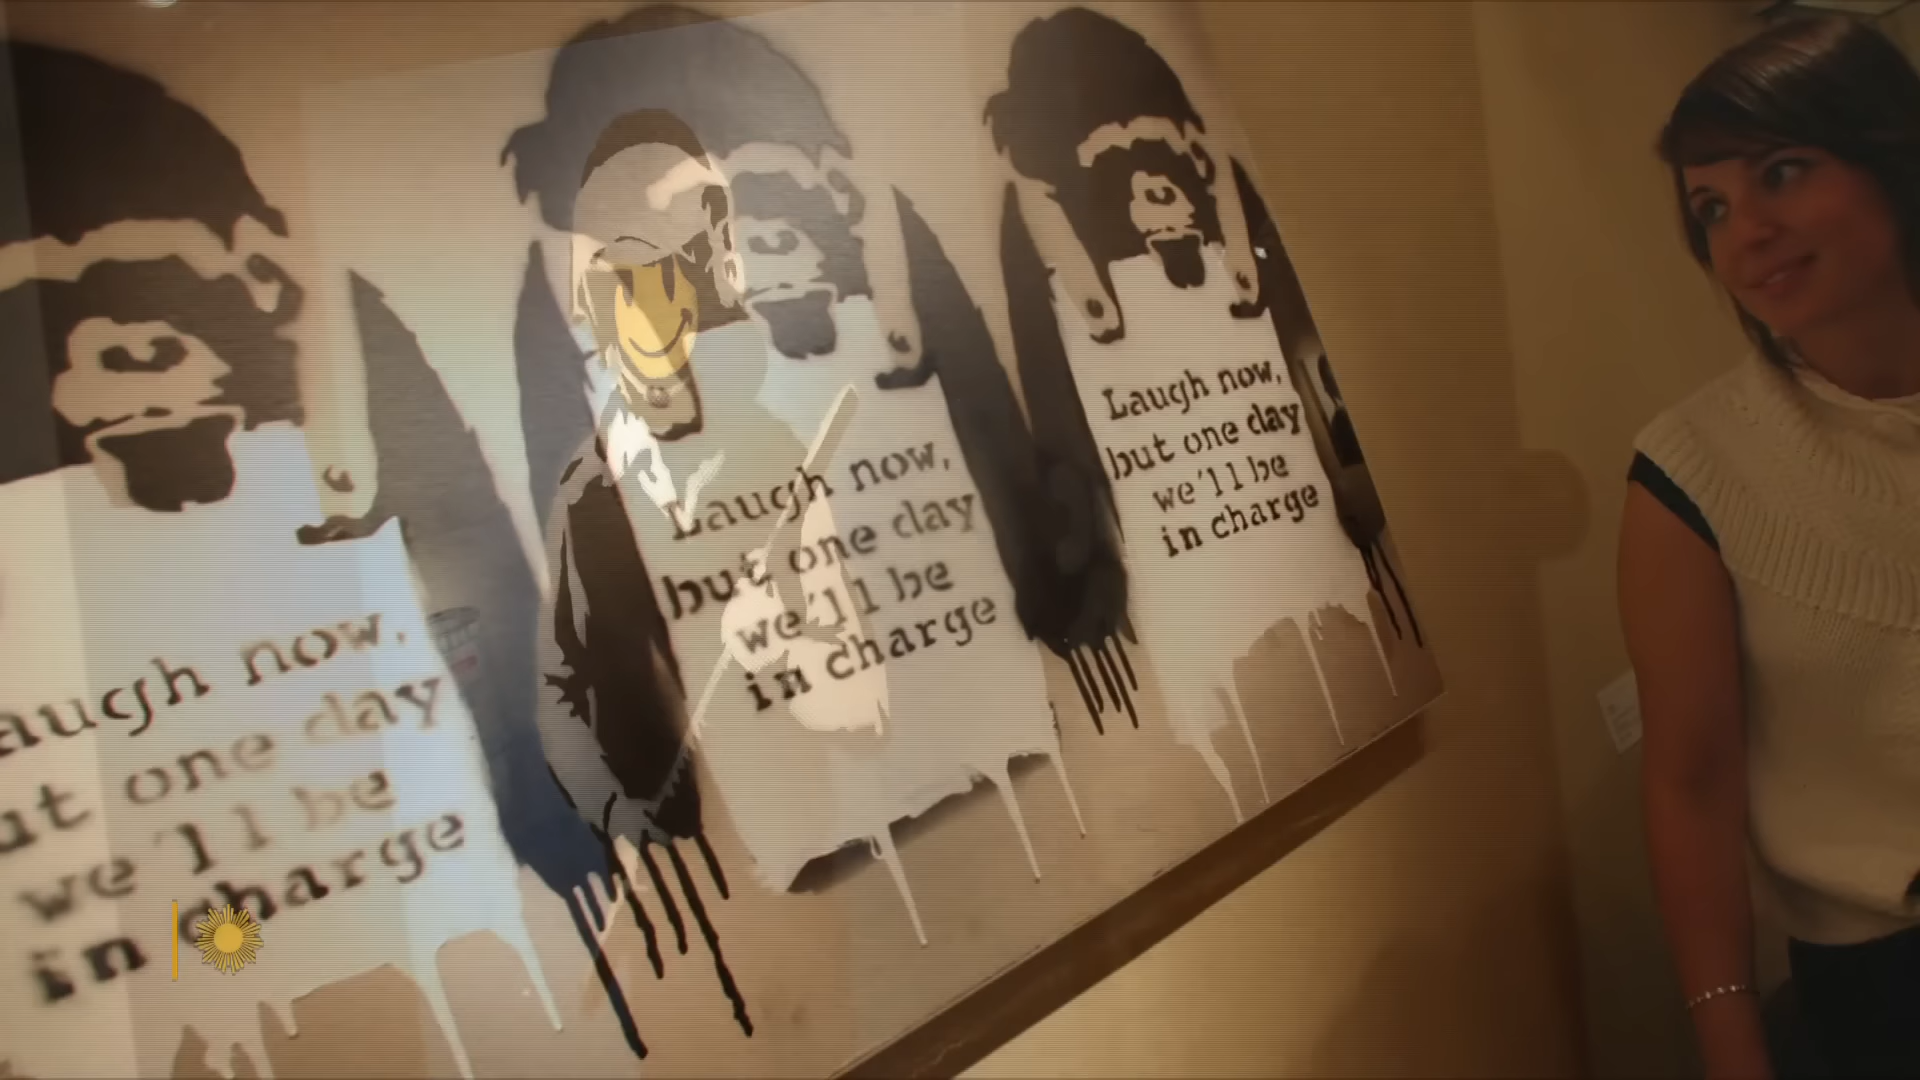 augh now,
ut one day
we'll be
in charge
Laugh now,
but one day
we'll be
in charge
Laugh now,
but one day
we'll be
in charge